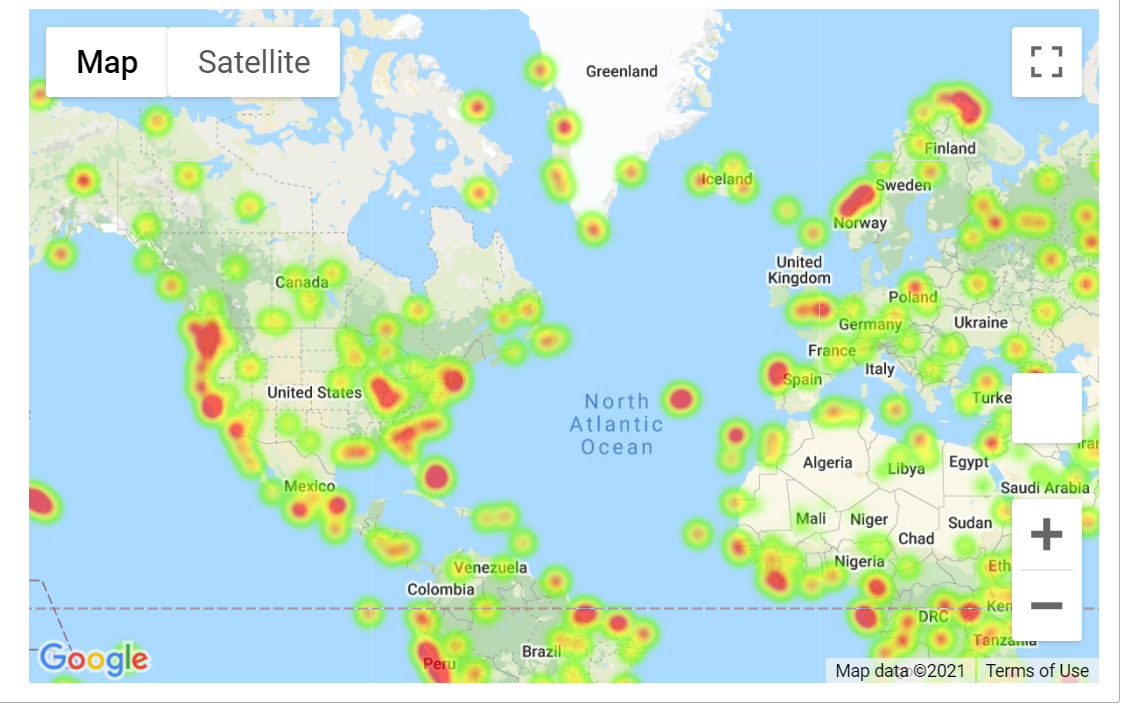 Map
Satellite
Greenland
Iceland
Finland
Sweden
Norway
United
Kingdom
Canada
Poland
Germany
Ukraine
France
Italy
Spain
Turke
United States
North
Atlantic
Ocean
Algeria
Libya
Egypt
Iran
Saudi Arabia
Mexico
Mali
Niger
Sudan
Chad
Nigeria
Eth
Venezuela
Colombia
DRC
Ken
Tanzania
Brazil
Peru
Google
Map data ©2021
Terms of Use